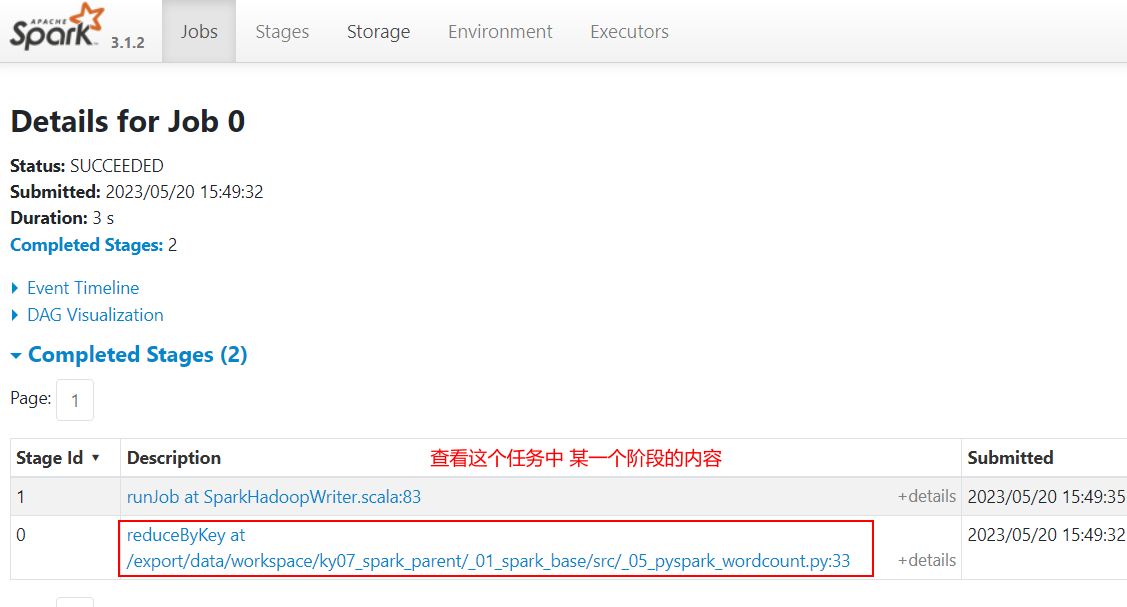 APACHE
Spark 3.1.2 Jobs Stages Storage Environment Executors
Details for Job 0
Status: SUCCEEDED
Submitted: 2023/05/20 15:49:32
Duration: 3 s
Completed Stages: 2
Event Timeline
DAG Visualization
Completed Stages (2)
Page: 1
Stage Id ▾ Description 查看这个任务中 某一个阶段的内容 Submitted
1 runJob at SparkHadoopWriter.scala:83 +details 2023/05/20 15:49:35
0 reduceByKey at 2023/05/20 15:49:32
/export/data/workspace/ky07_spark_parent/_01_spark_base/src/_05_pyspark_wordcount.py:33 +details